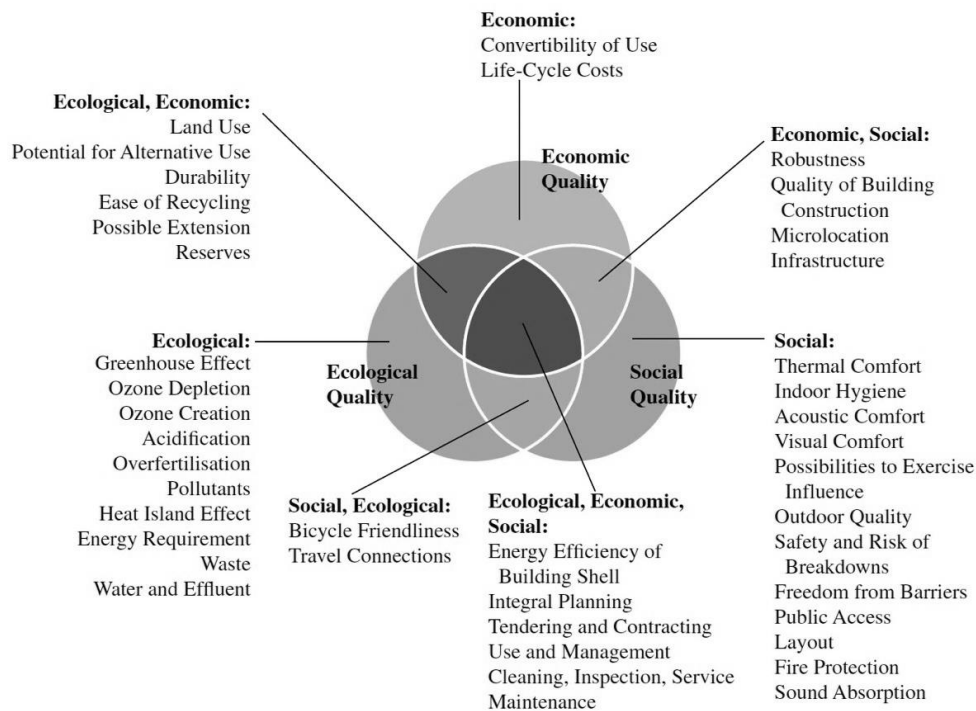 Economic:
Convertibility of Use
Life-Cycle Costs
Ecological, Economic:
Land Use
Potential for Alternative Use
Durability
Ease of Recycling
Possible Extension
Reserves
Economic, Social:
Robustness
Quality of Building
Construction
Microlocation
Infrastructure
Economic
Quality
Ecological
Quality
Social
Quality
Ecological:
Greenhouse Effect
Ozone Depletion
Ozone Creation
Acidification
Overfertilisation
Pollutants
Heat Island Effect
Energy Requirement
Waste
Water and Effluent
Social, Ecological:
Bicycle Friendliness
Travel Connections
Ecological, Economic,
Social:
Energy Efficiency of
Building Shell
Integral Planning
Tendering and Contracting
Use and Management
Cleaning, Inspection, Service
Maintenance
Social:
Thermal Comfort
Indoor Hygiene
Acoustic Comfort
Visual Comfort
Possibilities to Exercise
Influence
Outdoor Quality
Safety and Risk of
Breakdowns
Freedom from Barriers
Public Access
Layout
Fire Protection
Sound Absorption